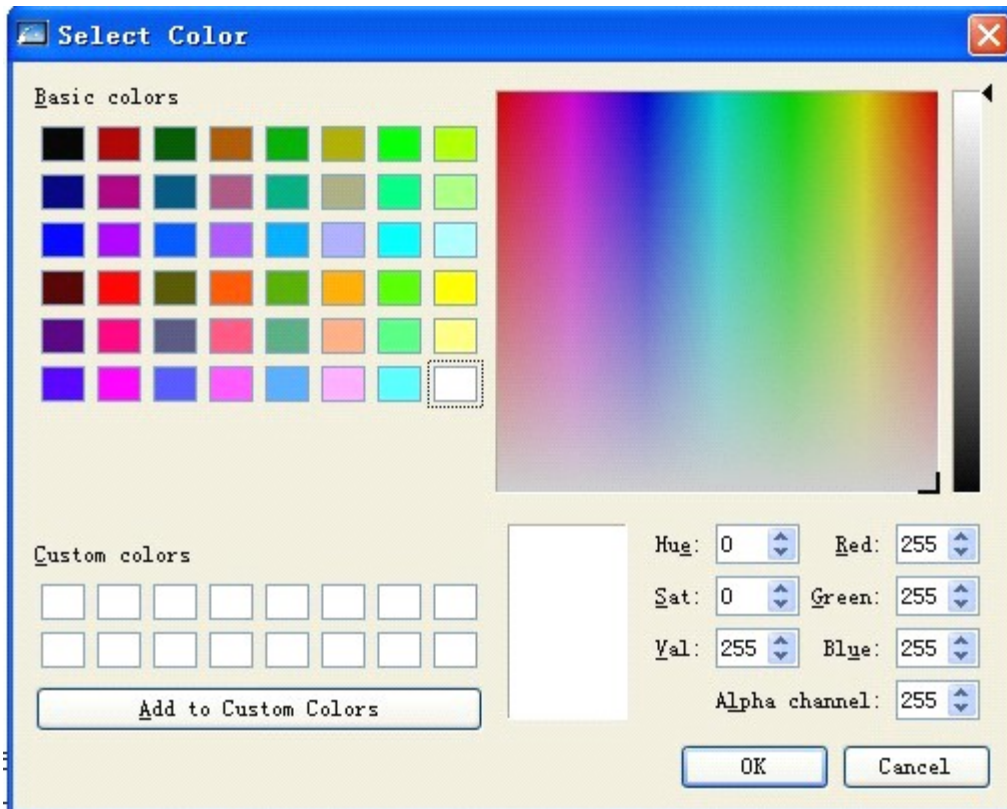 Select Color
Basic colors
Custom colors
Add to Custom Colors
Hue: 0 Red: 255
Sat: 0 Green: 255
Val: 255 Blue: 255
Alpha channel: 255
OK Cancel